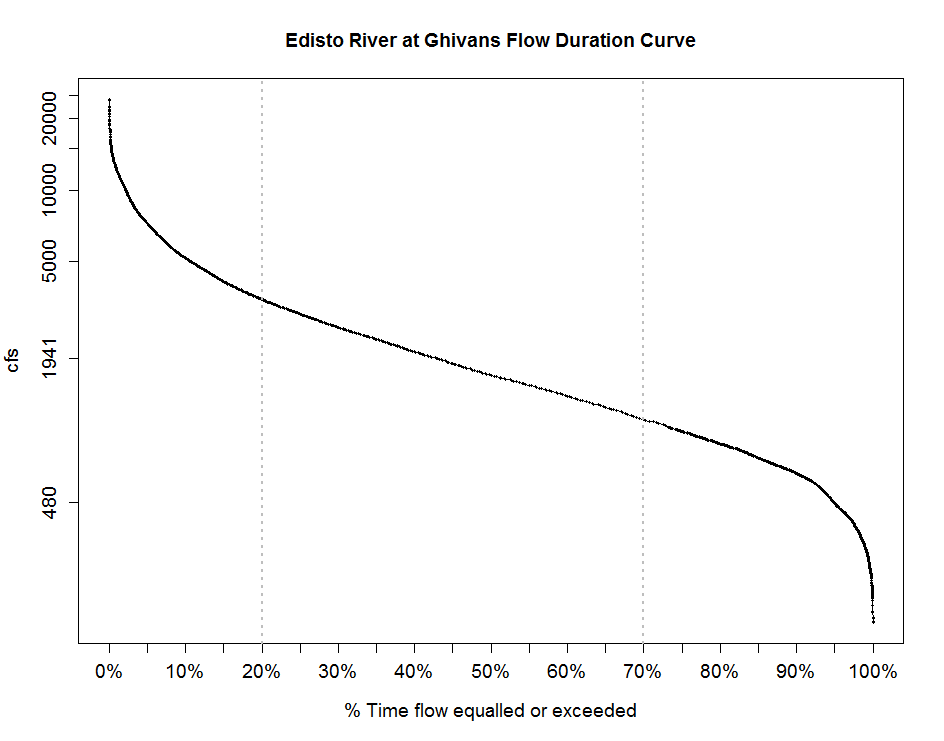 Edisto River at Ghivans Flow Duration Curve
20000
10000
5000
1941
480
cfs
0% 10% 20% 30% 40% 50% 60% 70% 80% 90% 100%
% Time flow equalled or exceeded